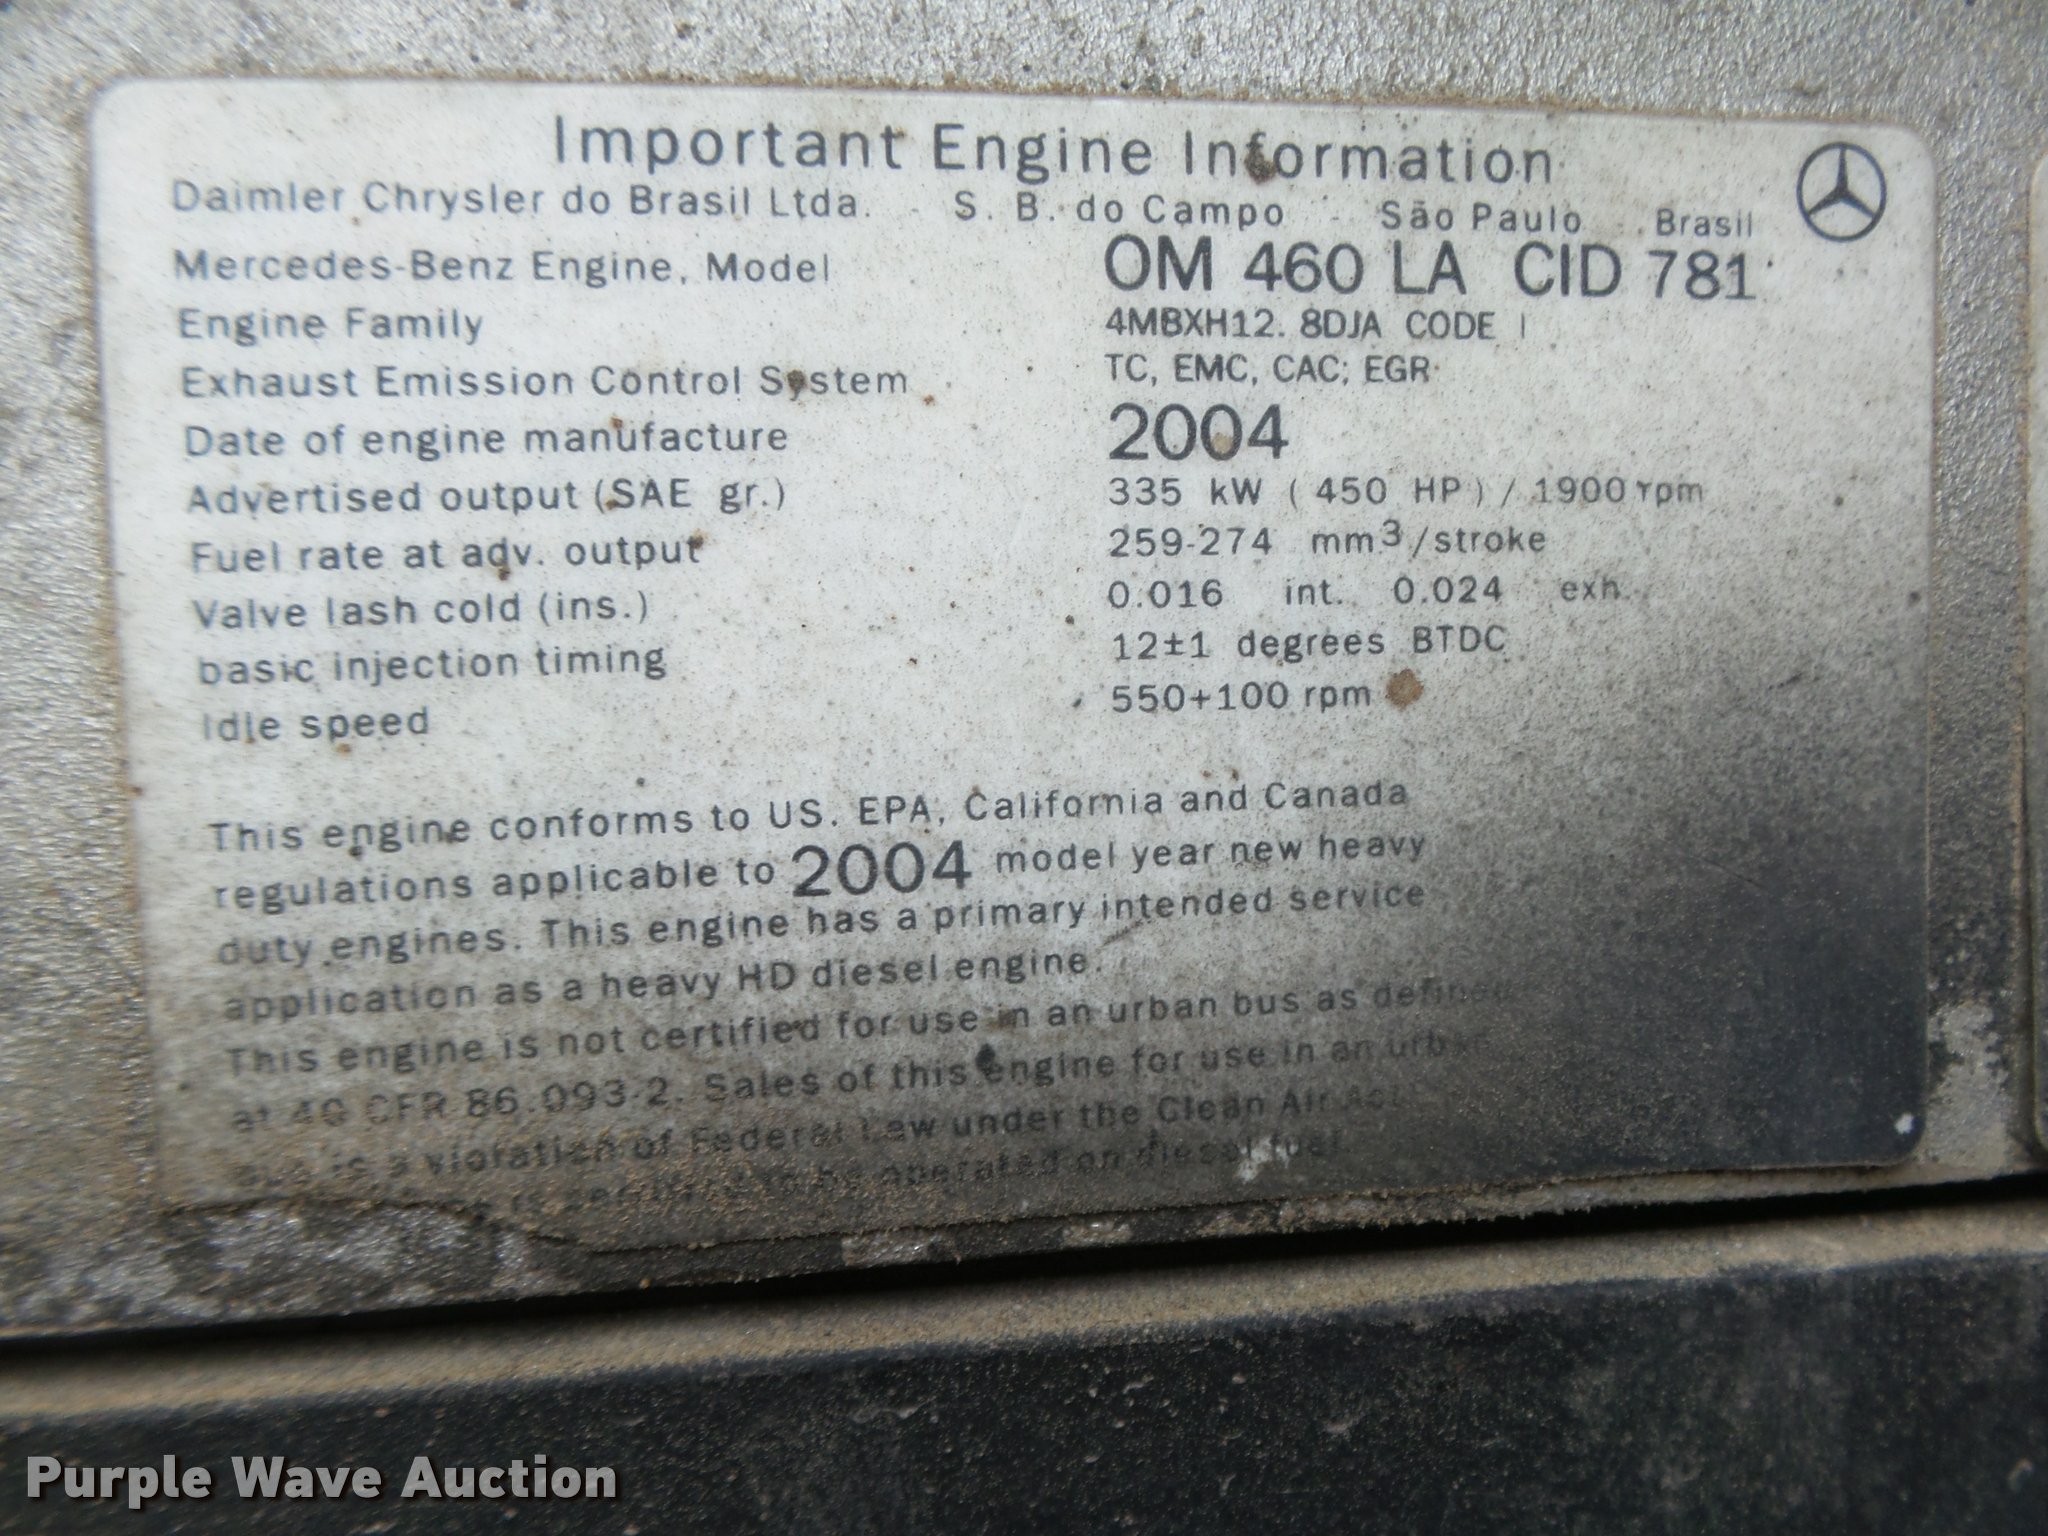 Important Engine Information
Daimler Chrysler do Brasil Ltda. - S. B. do Campo - São Paulo - Brasil
Mercedes-Benz Engine, Model OM 460 LA CID 781
Engine Family 4MBXH12. 8DJA CODE I
Exhaust Emission Control System TC, EMC, CAC; EGR
Date of engine manufacture 2004
Advertised output (SAE gr.) 335 kW ( 450 HP ) / 1900 rpm
Fuel rate at adv. output 259-274 mm3/stroke
Valve lash cold (ins.) 0.016 int. 0.024 exh.
basic injection timing 12±1 degrees BTDC
Idle speed 550+100 rpm
This engine conforms to US. EPA, California and Canada
regulations applicable to 2004 model year new heavy
duty engines. This engine has a primary intended service
application as a heavy HD diesel engine.
This engine is not certified for use in an urban bus as defined
at 40 CFR 86.093-2. Sales of this engine for use in an urban
bus is a violation of Federal Law under the Clean Air Act
is certified to be operated on diesel fuel.
Purple Wave Auction